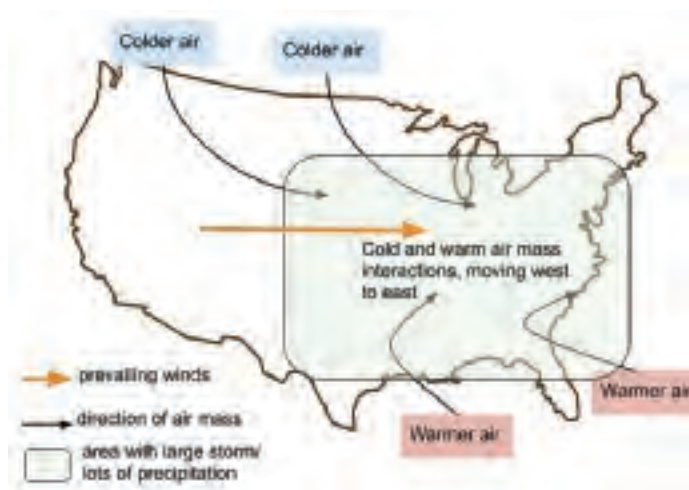 Colder air
Colder air
Cold and warm air mass
interactions, moving west
to east
prevailing winds
Warmer air
direction of air mass
Warmer air
area with large storm/
lots of precipitation